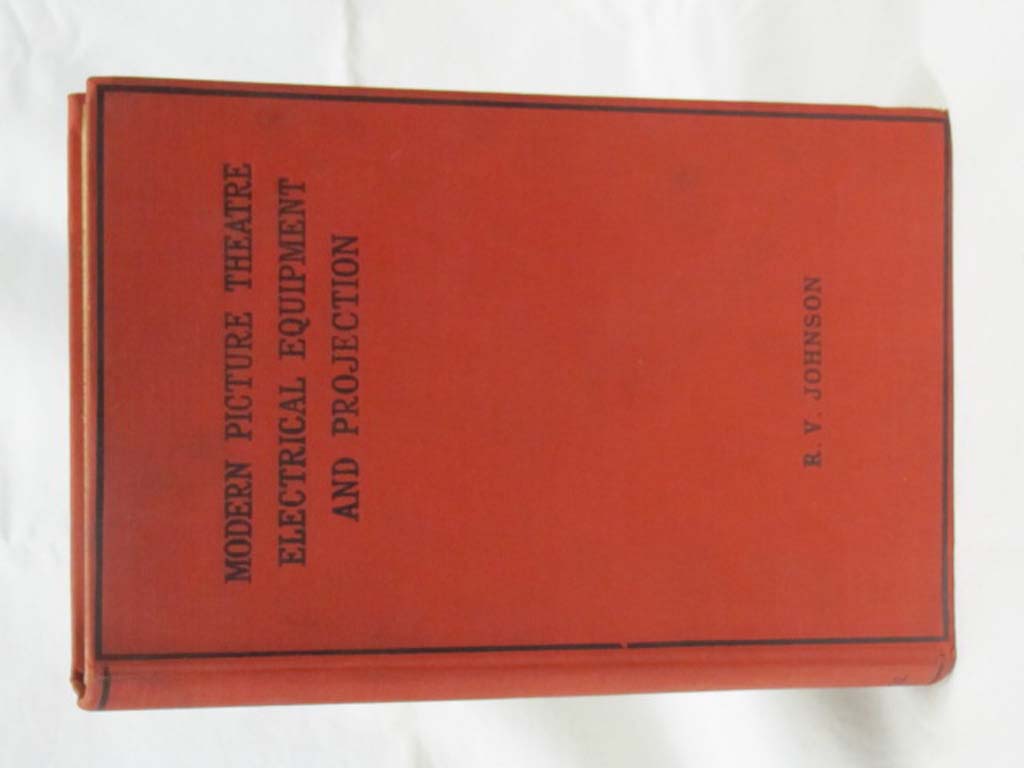 MODERN PICTURE THEATRE
ELECTRICAL EQUIPMENT
AND PROJECTION
R. V. JOHNSON